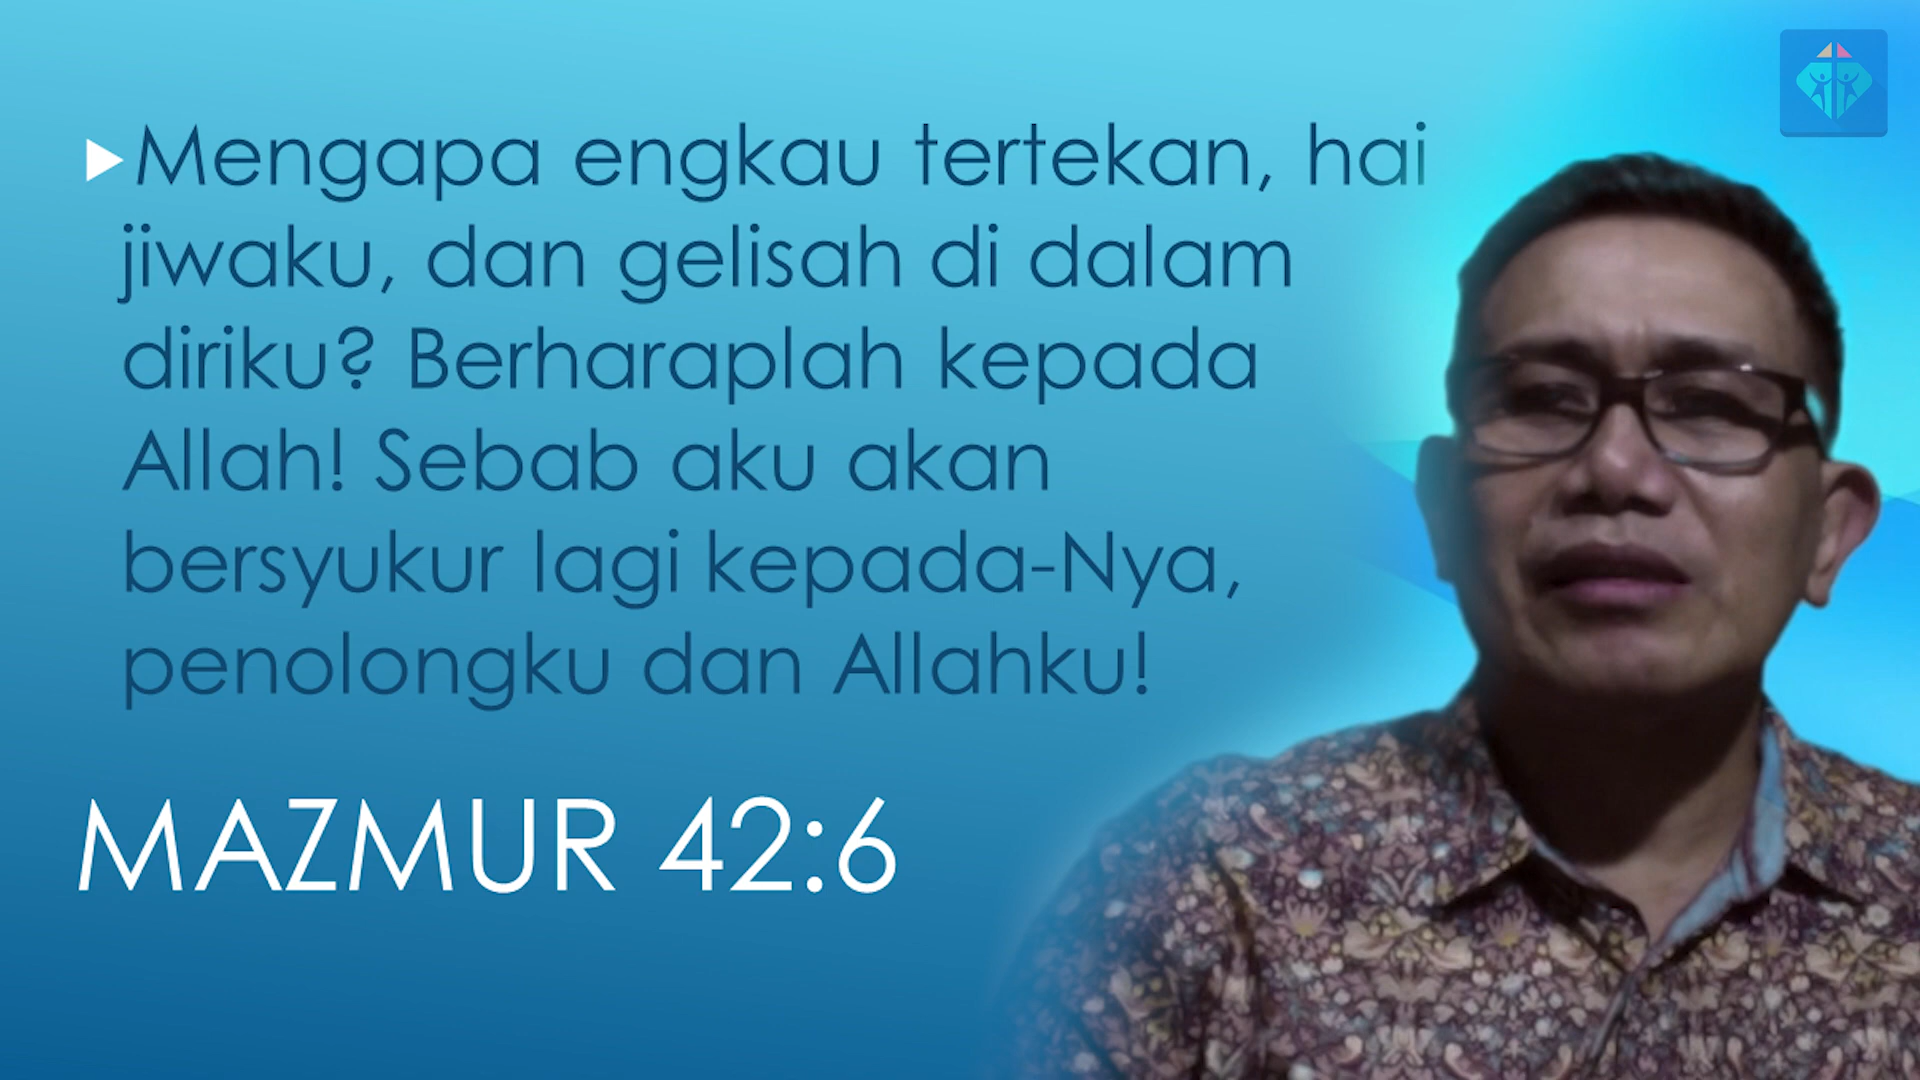 Mengapa engkau tertekan, hai
jiwaku, dan gelisah di dalam
diriku? Berharaplah kepada
Allah! Sebab aku akan
bersyukur lagi kepada-Nya,
penolongku dan Allahku!
MAZMUR 42:6